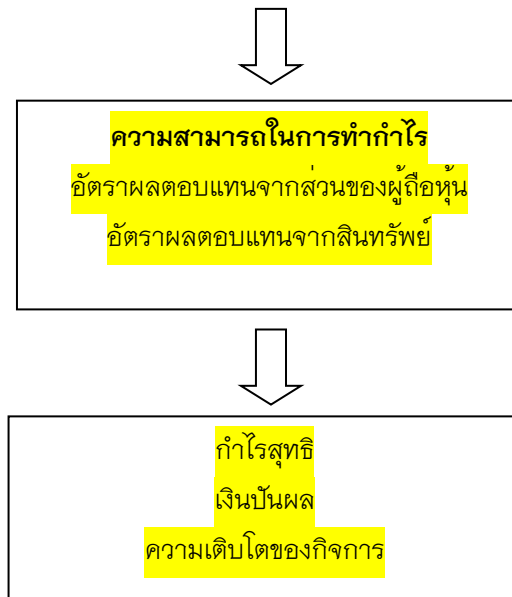 ความสามารถในการทำกำไร
อัตราผลตอบแทนจากส่วนของผู้ถือหุ้น
อัตราผลตอบแทนจากสินทรัพย์
กำไรสุทธิ
เงินปันผล
ความเติบโตของกิจการ